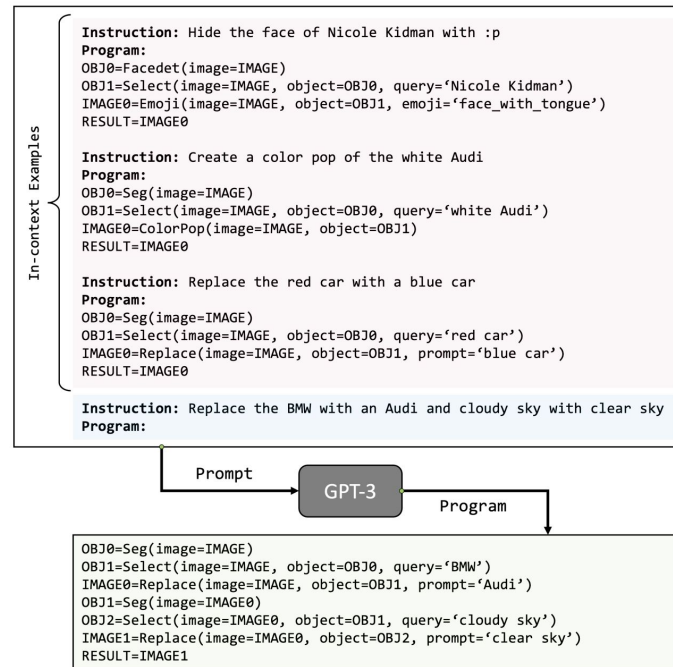 In-context Examples
Instruction: Hide the face of Nicole Kidman with :p
Program:
OBJ0=Facedet(image=IMAGE)
OBJ1=Select(image=IMAGE, object=OBJ0, query=‘Nicole Kidman’)
IMAGE0=Emoji(image=IMAGE, object=OBJ1, emoji=‘face_with_tongue’)
RESULT=IMAGE0
Instruction: Create a color pop of the white Audi
Program:
OBJ0=Seg(image=IMAGE)
OBJ1=Select(image=IMAGE, object=OBJ0, query=‘white Audi’)
IMAGE0=ColorPop(image=IMAGE, object=OBJ1)
RESULT=IMAGE0
Instruction: Replace the red car with a blue car
Program:
OBJ0=Seg(image=IMAGE)
OBJ1=Select(image=IMAGE, object=OBJ0, query=‘red car’)
IMAGE0=Replace(image=IMAGE, object=OBJ1, prompt=‘blue car’)
RESULT=IMAGE0
Instruction: Replace the BMW with an Audi and cloudy sky with clear sky
Program:
Prompt
GPT-3
Program
OBJ0=Seg(image=IMAGE)
OBJ1=Select(image=IMAGE, object=OBJ0, query=‘BMW’)
IMAGE0=Replace(image=IMAGE, object=OBJ1, prompt=‘Audi’)
OBJ1=Seg(image=IMAGE0)
OBJ2=Select(image=IMAGE0, object=OBJ1, query=‘cloudy sky’)
IMAGE1=Replace(image=IMAGE0, object=OBJ2, prompt=‘clear sky’)
RESULT=IMAGE1